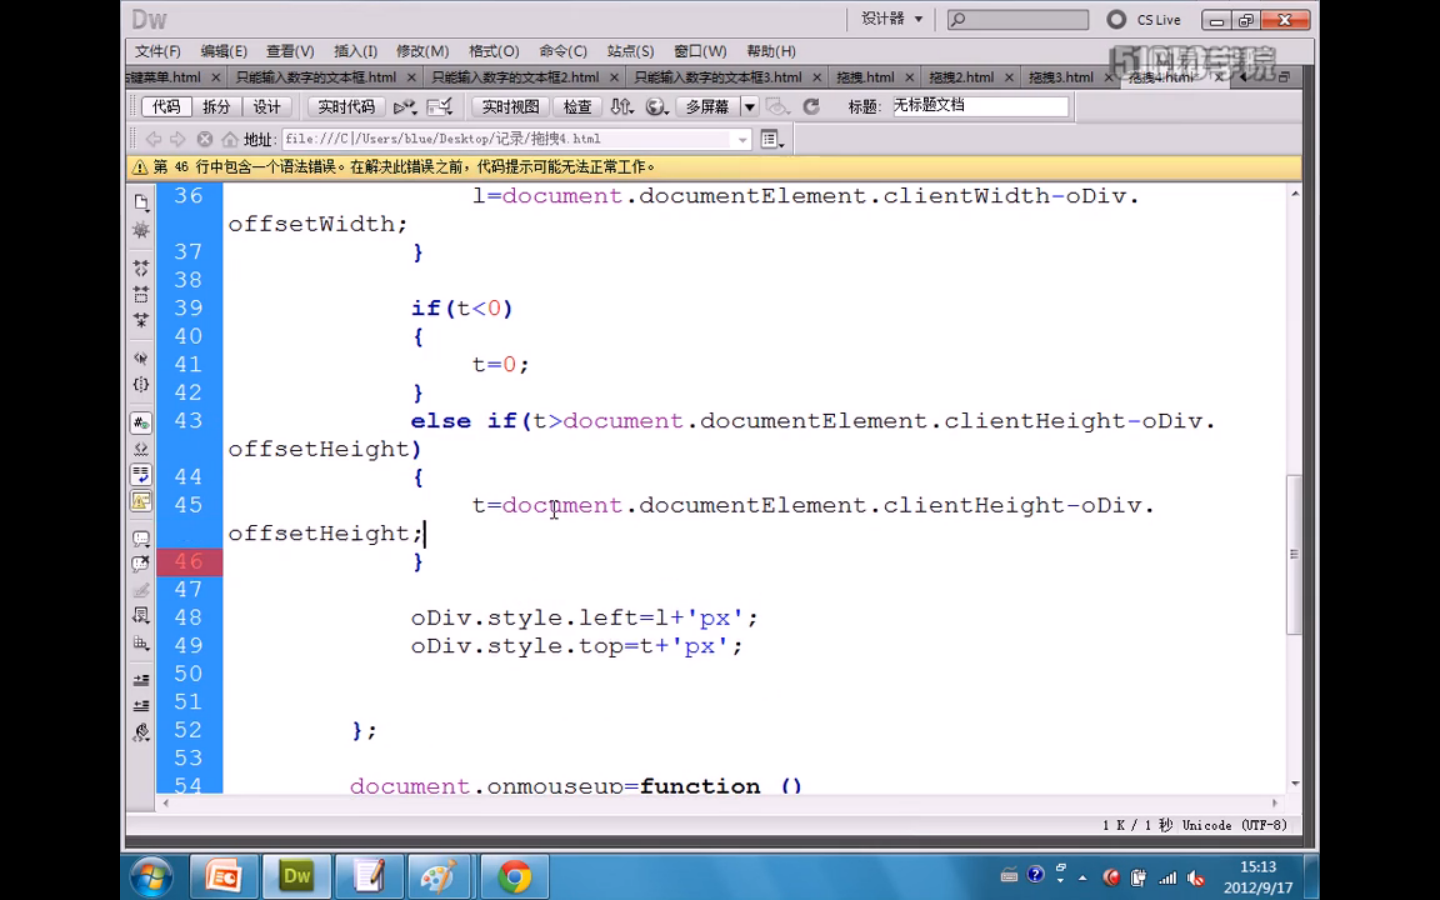 Dw
设计器
CS Live
文件(F) 编辑(E) 查看(V) 插入(I) 修改(M) 格式(O) 命令(C) 站点(S) 窗口(W) 帮助(H)
51CTO学院
右键菜单.html 只能输入数字的文本框.html 只能输入数字的文本框2.html 只能输入数字的文本框3.html 拖拽.html 拖拽2.html 拖拽3.html 拖拽4.html
代码 拆分 设计 实时代码 实时视图 检查 多屏幕 标题: 无标题文档
地址: file:///C|/Users/blue/Desktop/记录/拖拽4.html
第 46 行中包含一个语法错误。在解决此错误之前，代码提示可能无法正常工作。
36 l=document.documentElement.clientWidth-oDiv.
offsetWidth;
37 }
38
39 if(t<0)
40 {
41 t=0;
42 }
43 else if(t>document.documentElement.clientHeight-oDiv.
offsetHeight)
44 {
45 t=document.documentElement.clientHeight-oDiv.
offsetHeight;
46 }
47
48 oDiv.style.left=l+'px';
49 oDiv.style.top=t+'px';
50
51
52 };
53
54 document.onmouseup=function ()
1 K / 1 秒 Unicode (UTF-8)
Dw
15:13
2012/9/17